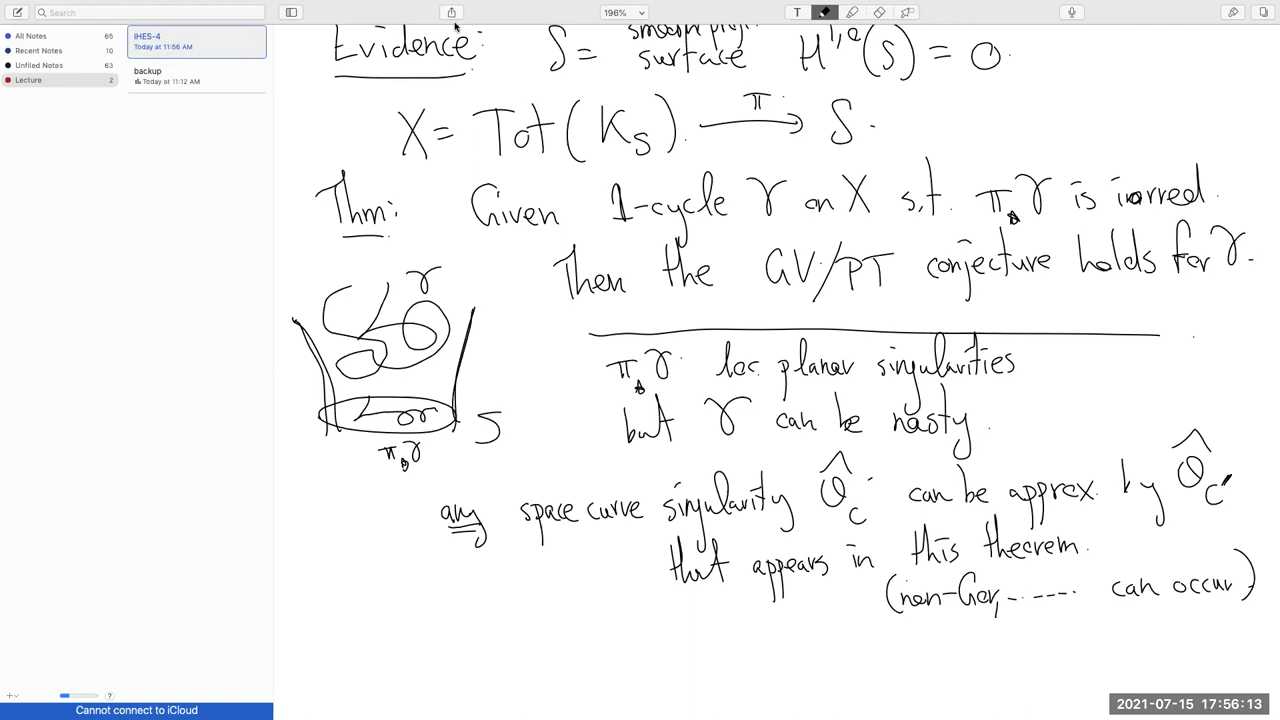 Search
196%
All Notes 65
Recent Notes 10
Unfiled Notes 63
Lecture 2
IHES-4
Today at 11:56 AM
backup
Today at 11:12 AM
Evidence: S = smooth proj. surface H^{1,0}(S) = 0.
X = Tot(K_S) →^π S.
Thm: Given 1-cycle γ on X s.t. π_*γ is irred.
Then the GV/PT conjecture holds for γ.
γ
S
π_*γ
π_*γ loc. planar singularities
but γ can be nasty.
any space curve singularity Ô_C can be approx. by Ô_C'
that appears in this theorem.
(non-Gor, ........ can occur)
Cannot connect to iCloud
2021-07-15 17:56:13